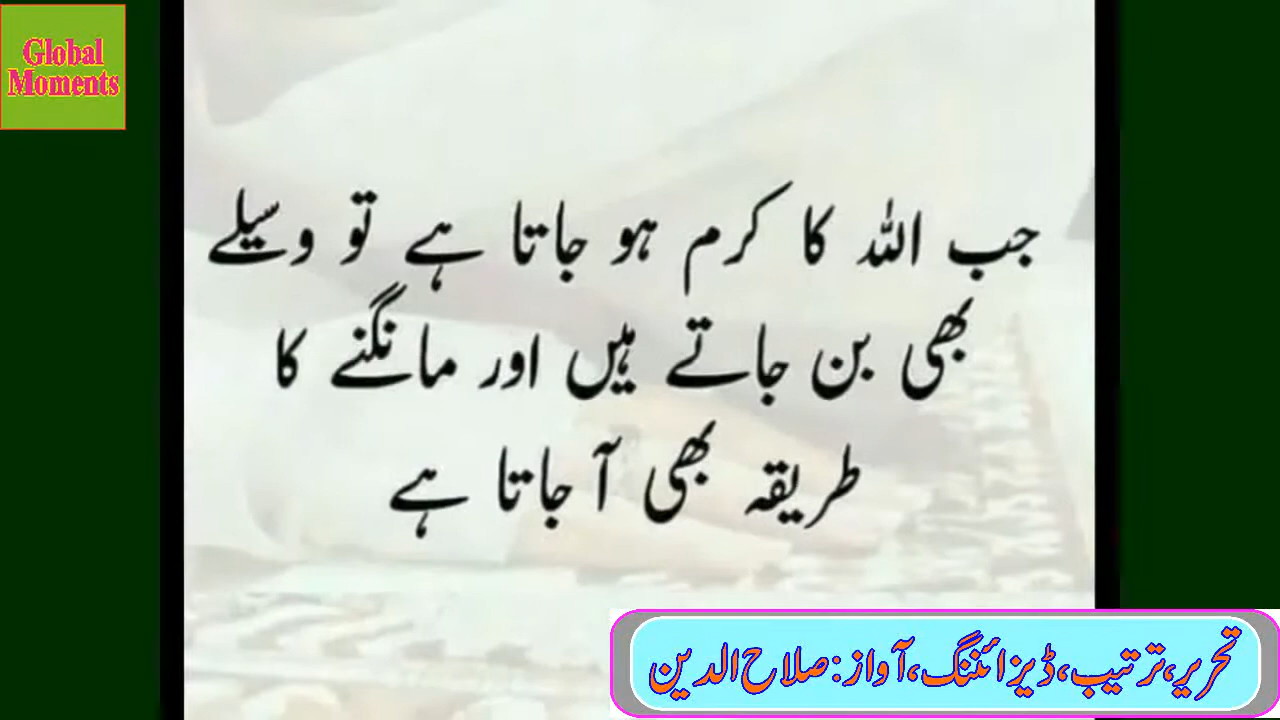 Global
Moments
جب اللہ کا کرم ہو جاتا ہے تو وسیلے
بھی بن جاتے ہیں اور مانگنے کا
طریقہ بھی آ جاتا ہے
تحریر،ترتیب،ڈیزائننگ،آواز:صلاح الدین